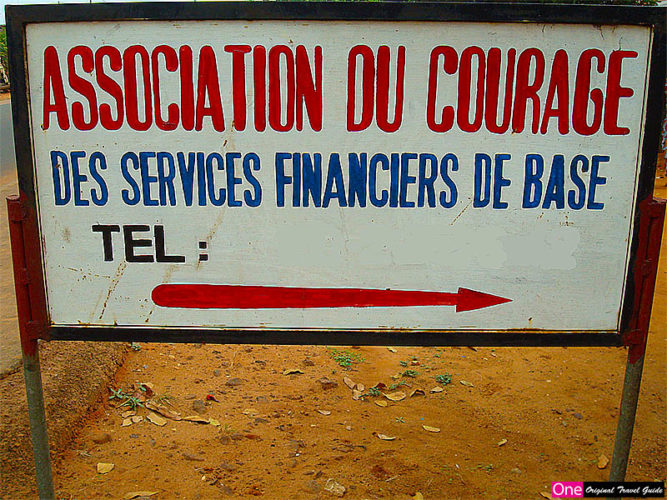 ASSOCIATION DU COURAGE
DES SERVICES FINANCIERS DE BASE
TEL :
One Original Travel Guide